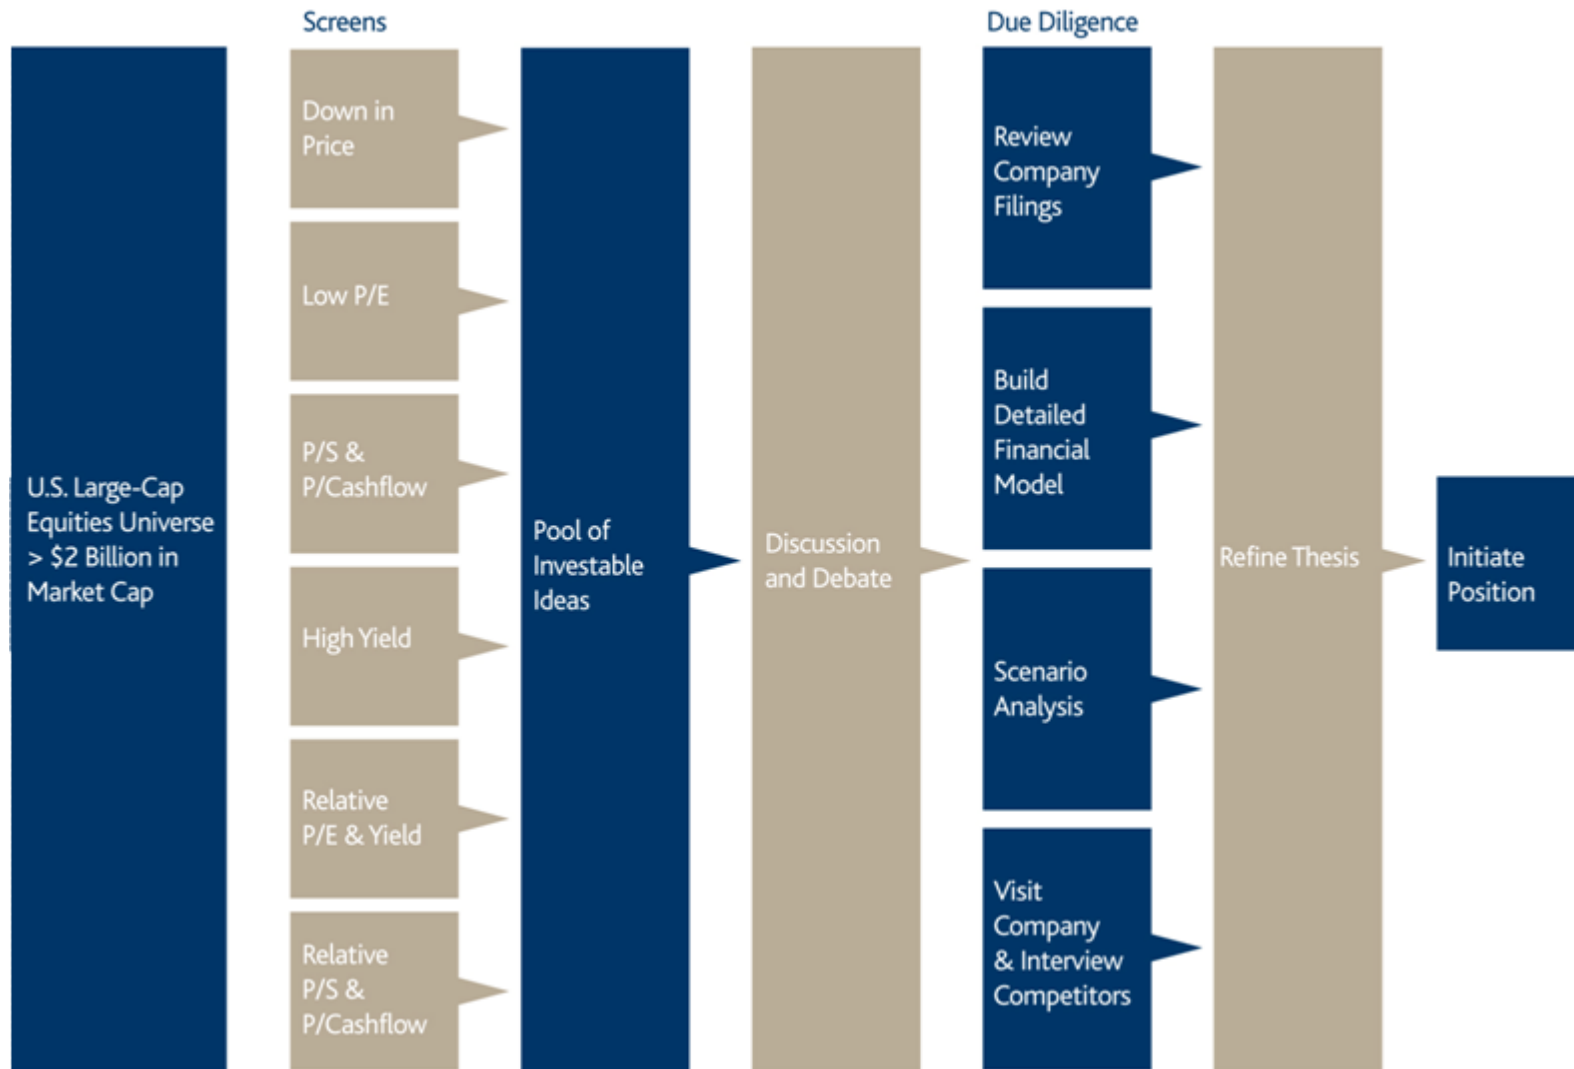 Screens
Due Diligence
U.S. Large-Cap
Equities Universe
> $2 Billion in
Market Cap
Down in
Price
Low P/E
P/S &
P/Cashflow
High Yield
Relative
P/E & Yield
Relative
P/S &
P/Cashflow
Pool of
Investable
Ideas
Discussion
and Debate
Review
Company
Filings
Build
Detailed
Financial
Model
Scenario
Analysis
Visit
Company
& Interview
Competitors
Refine Thesis
Initiate
Position